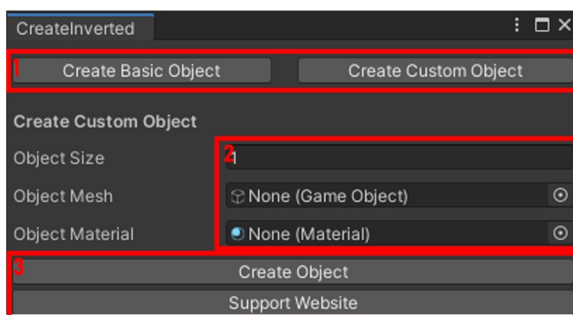 CreateInverted
1 Create Basic Object Create Custom Object
Create Custom Object
Object Size 2 1
Object Mesh None (Game Object)
Object Material None (Material)
3 Create Object
Support Website